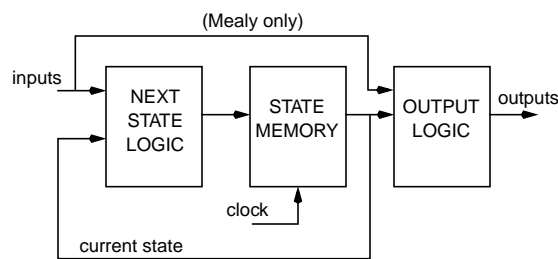 (Mealy only)
inputs
NEXT
STATE
LOGIC
STATE
MEMORY
OUTPUT
LOGIC
outputs
clock
current state